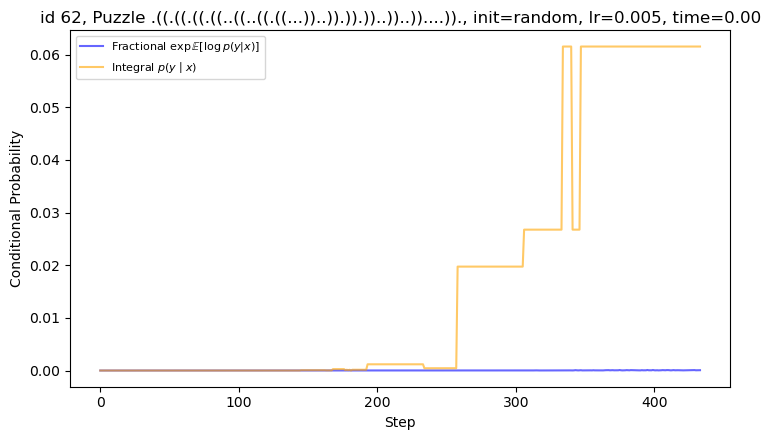 id 62, Puzzle .((.((.((.((..((..((.((...))..)).)).))..))..))....))., init=random, lr=0.005, time=0.00
Fractional exp𝔼[log p(y|x)]
Integral p(y | x)
0.06
0.05
0.04
0.03
0.02
0.01
0.00
Conditional Probability
0 100 200 300 400
Step